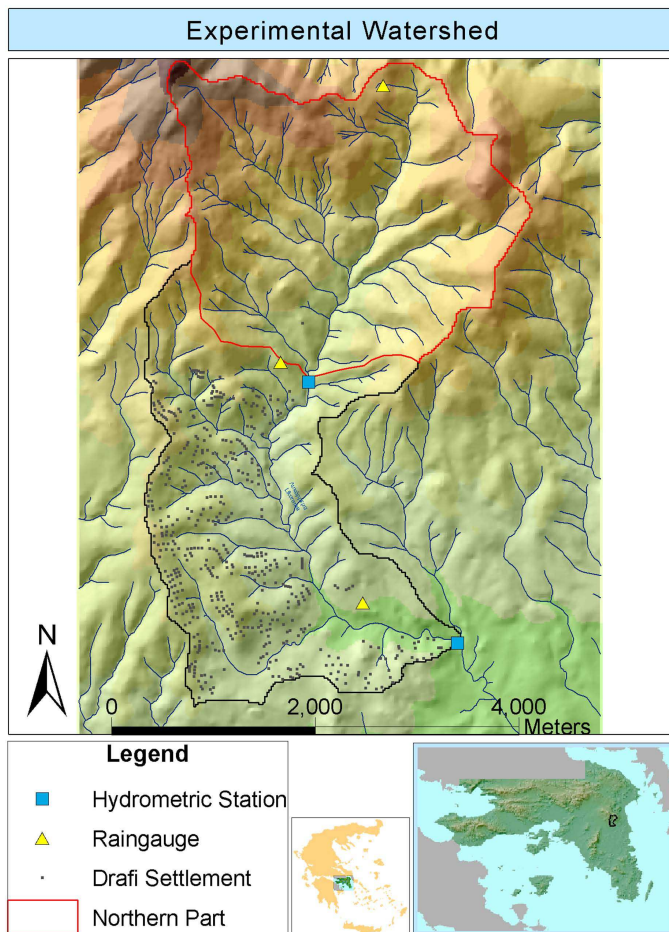 Experimental Watershed
N
0
2,000
4,000
Meters
Legend
Hydrometric Station
Raingauge
Drafi Settlement
Northern Part